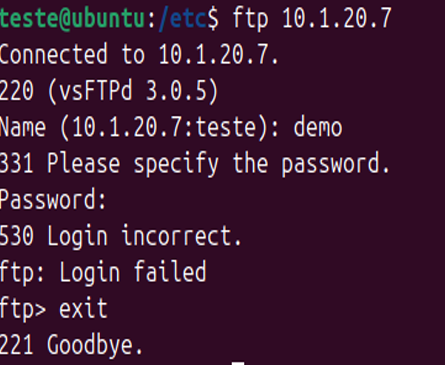 teste@ubuntu:/etc$ ftp 10.1.20.7
Connected to 10.1.20.7.
220 (vsFTPd 3.0.5)
Name (10.1.20.7:teste): demo
331 Please specify the password.
Password:
530 Login incorrect.
ftp: Login failed
ftp> exit
221 Goodbye.